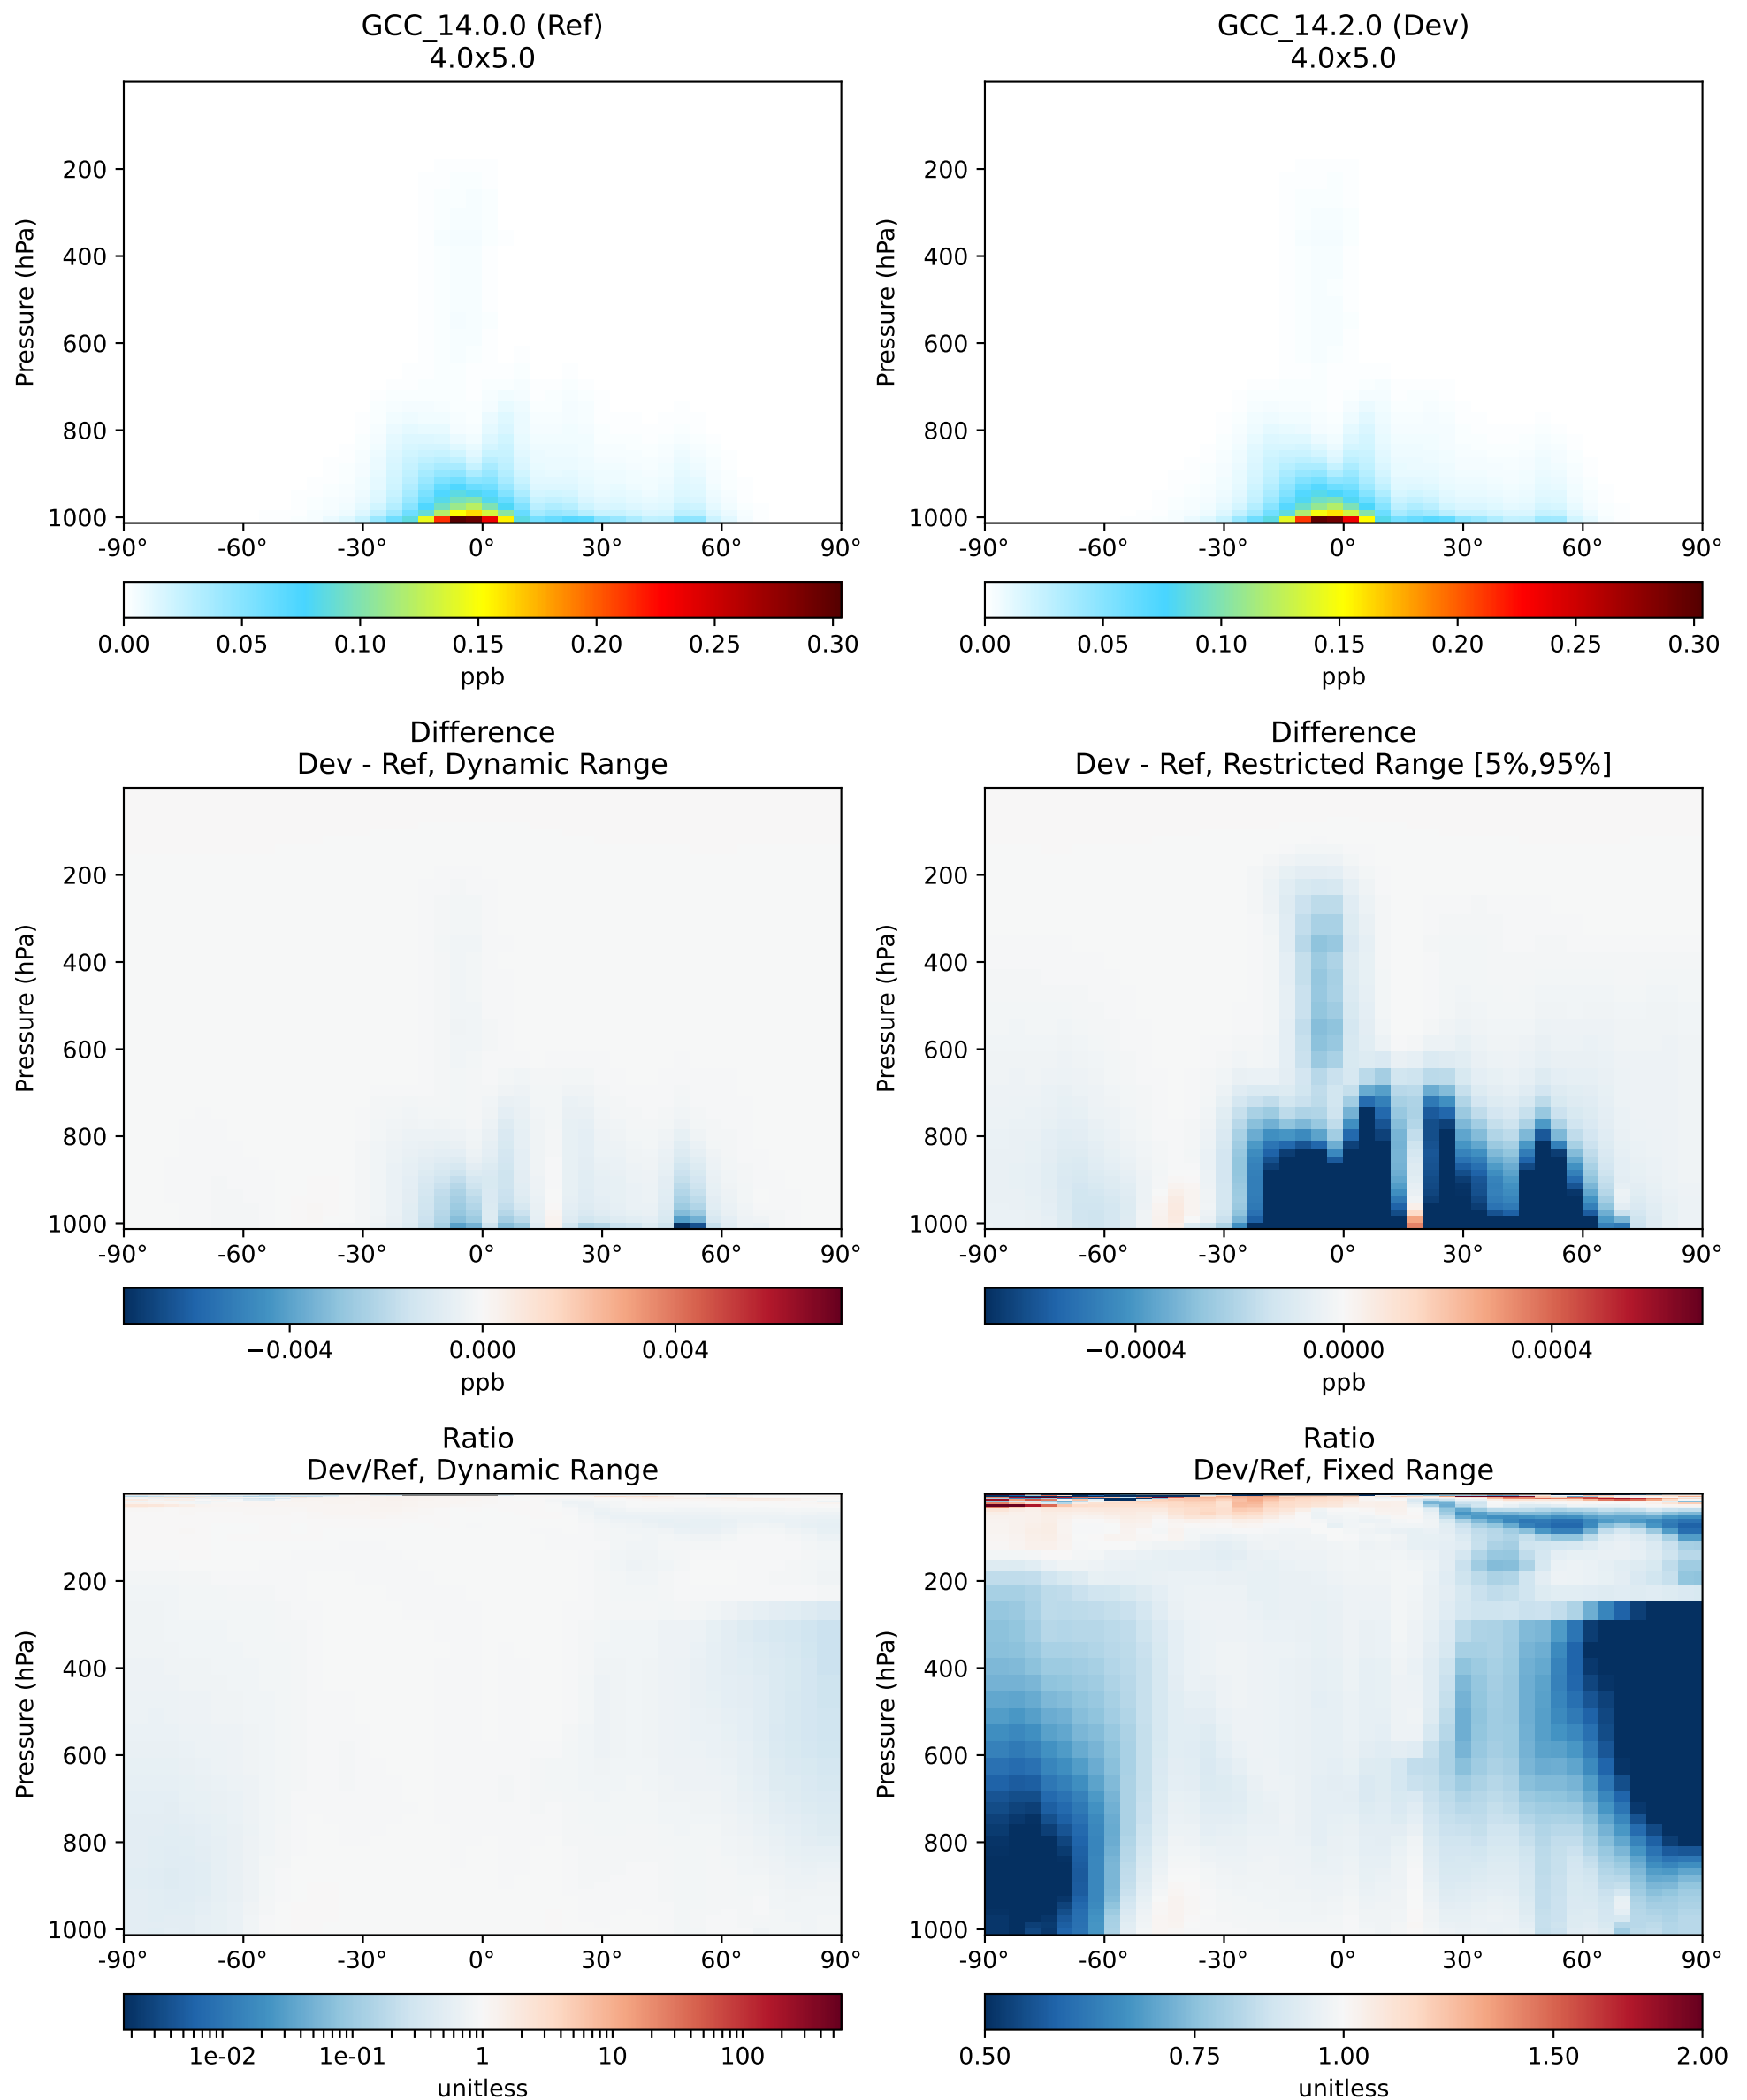 GCC_14.0.0 (Ref)
4.0x5.0
Pressure (hPa)
200
400
600
800
1000
-90° -60° -30° 0° 30° 60° 90°
0.00 0.05 0.10 0.15 0.20 0.25 0.30
ppb
GCC_14.2.0 (Dev)
4.0x5.0
Pressure (hPa)
200
400
600
800
1000
-90° -60° -30° 0° 30° 60° 90°
0.00 0.05 0.10 0.15 0.20 0.25 0.30
ppb
Difference
Dev - Ref, Dynamic Range
Pressure (hPa)
200
400
600
800
1000
-90° -60° -30° 0° 30° 60° 90°
−0.004 0.000 0.004
ppb
Difference
Dev - Ref, Restricted Range [5%,95%]
Pressure (hPa)
200
400
600
800
1000
-90° -60° -30° 0° 30° 60° 90°
−0.0004 0.0000 0.0004
ppb
Ratio
Dev/Ref, Dynamic Range
Pressure (hPa)
200
400
600
800
1000
-90° -60° -30° 0° 30° 60° 90°
1e-02 1e-01 1 10 100
unitless
Ratio
Dev/Ref, Fixed Range
Pressure (hPa)
200
400
600
800
1000
-90° -60° -30° 0° 30° 60° 90°
0.50 0.75 1.00 1.50 2.00
unitless